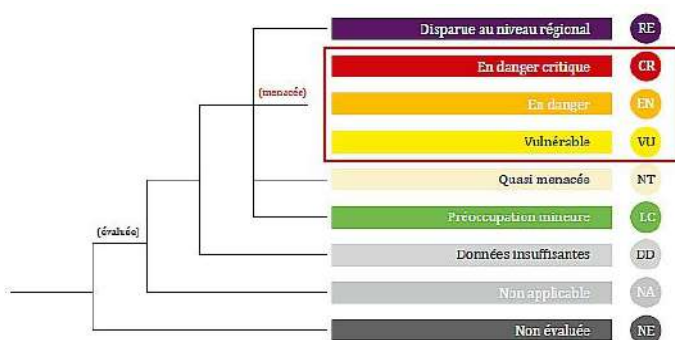 Disparue au niveau régional RE
En danger critique CR
(menacée) En danger EN
Vulnérable VU
Quasi menacée NT
Préoccupation mineure LC
(évaluée)
Données insuffisantes DD
Non applicable NA
Non évaluée NE